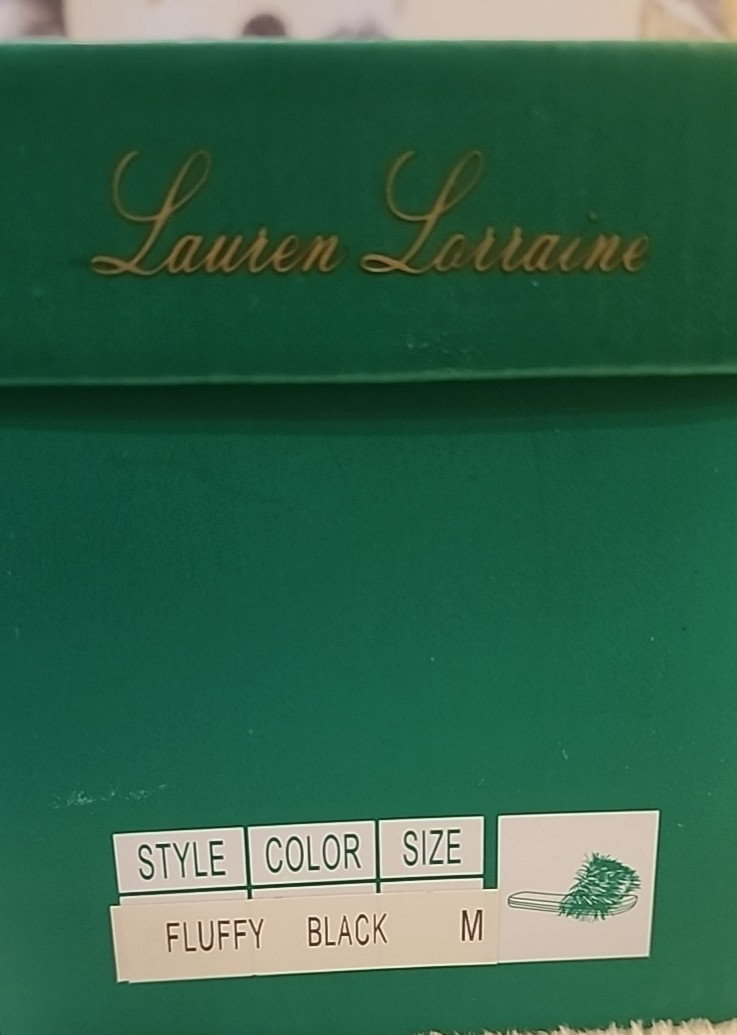 Lauren Lorraine
STYLE COLOR SIZE
FLUFFY BLACK M